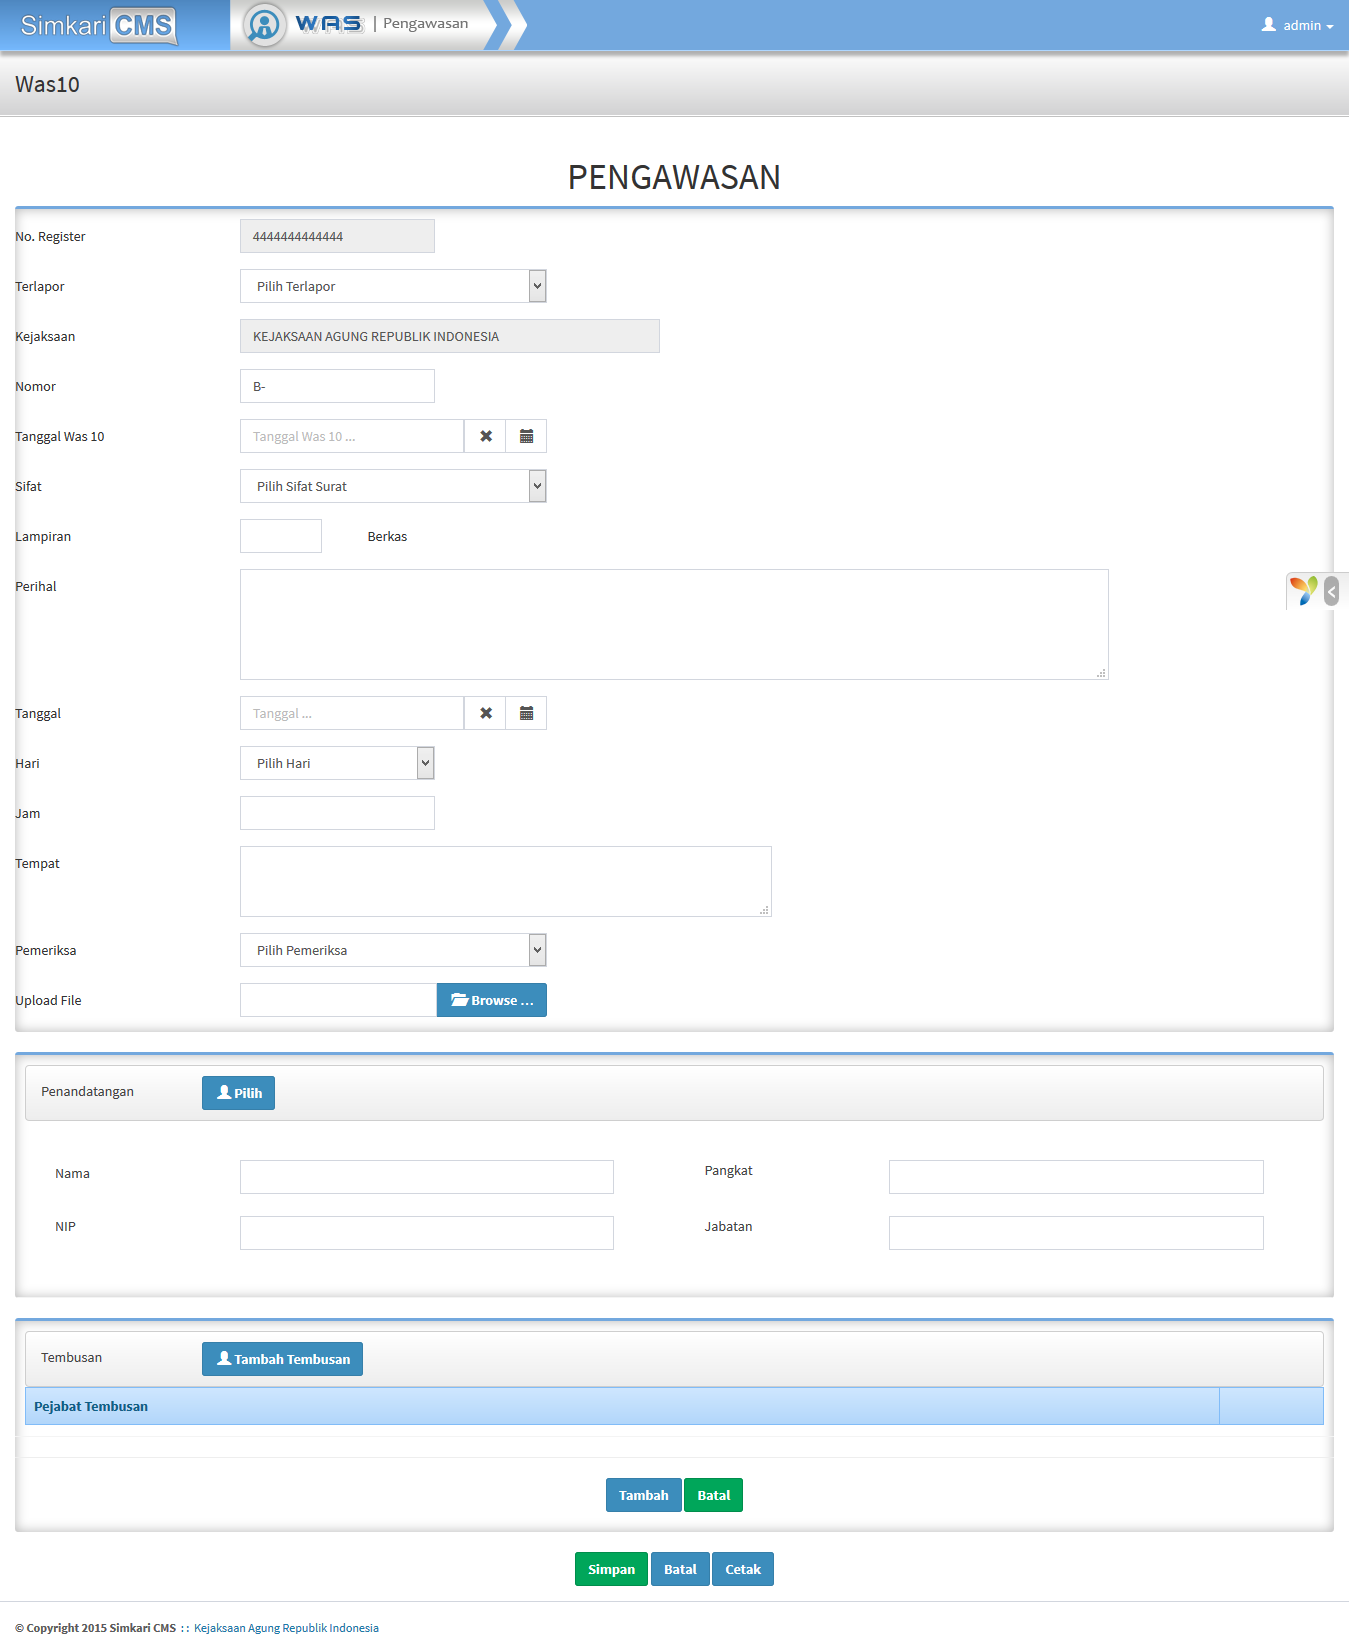 Simkari CMS WAS | Pengawasan admin
Was10
PENGAWASAN
No. Register 4444444444444
Terlapor Pilih Terlapor
Kejaksaan KEJAKSAAN AGUNG REPUBLIK INDONESIA
Nomor B-
Tanggal Was 10 Tanggal Was 10 ...
Sifat Pilih Sifat Surat
Lampiran Berkas
Perihal
Tanggal Tanggal ...
Hari Pilih Hari
Jam
Tempat
Pemeriksa Pilih Pemeriksa
Upload File Browse ...
Penandatangan Pilih
Nama Pangkat
NIP Jabatan
Tembusan Tambah Tembusan
Pejabat Tembusan
Tambah Batal
Simpan Batal Cetak
© Copyright 2015 Simkari CMS :: Kejaksaan Agung Republik Indonesia